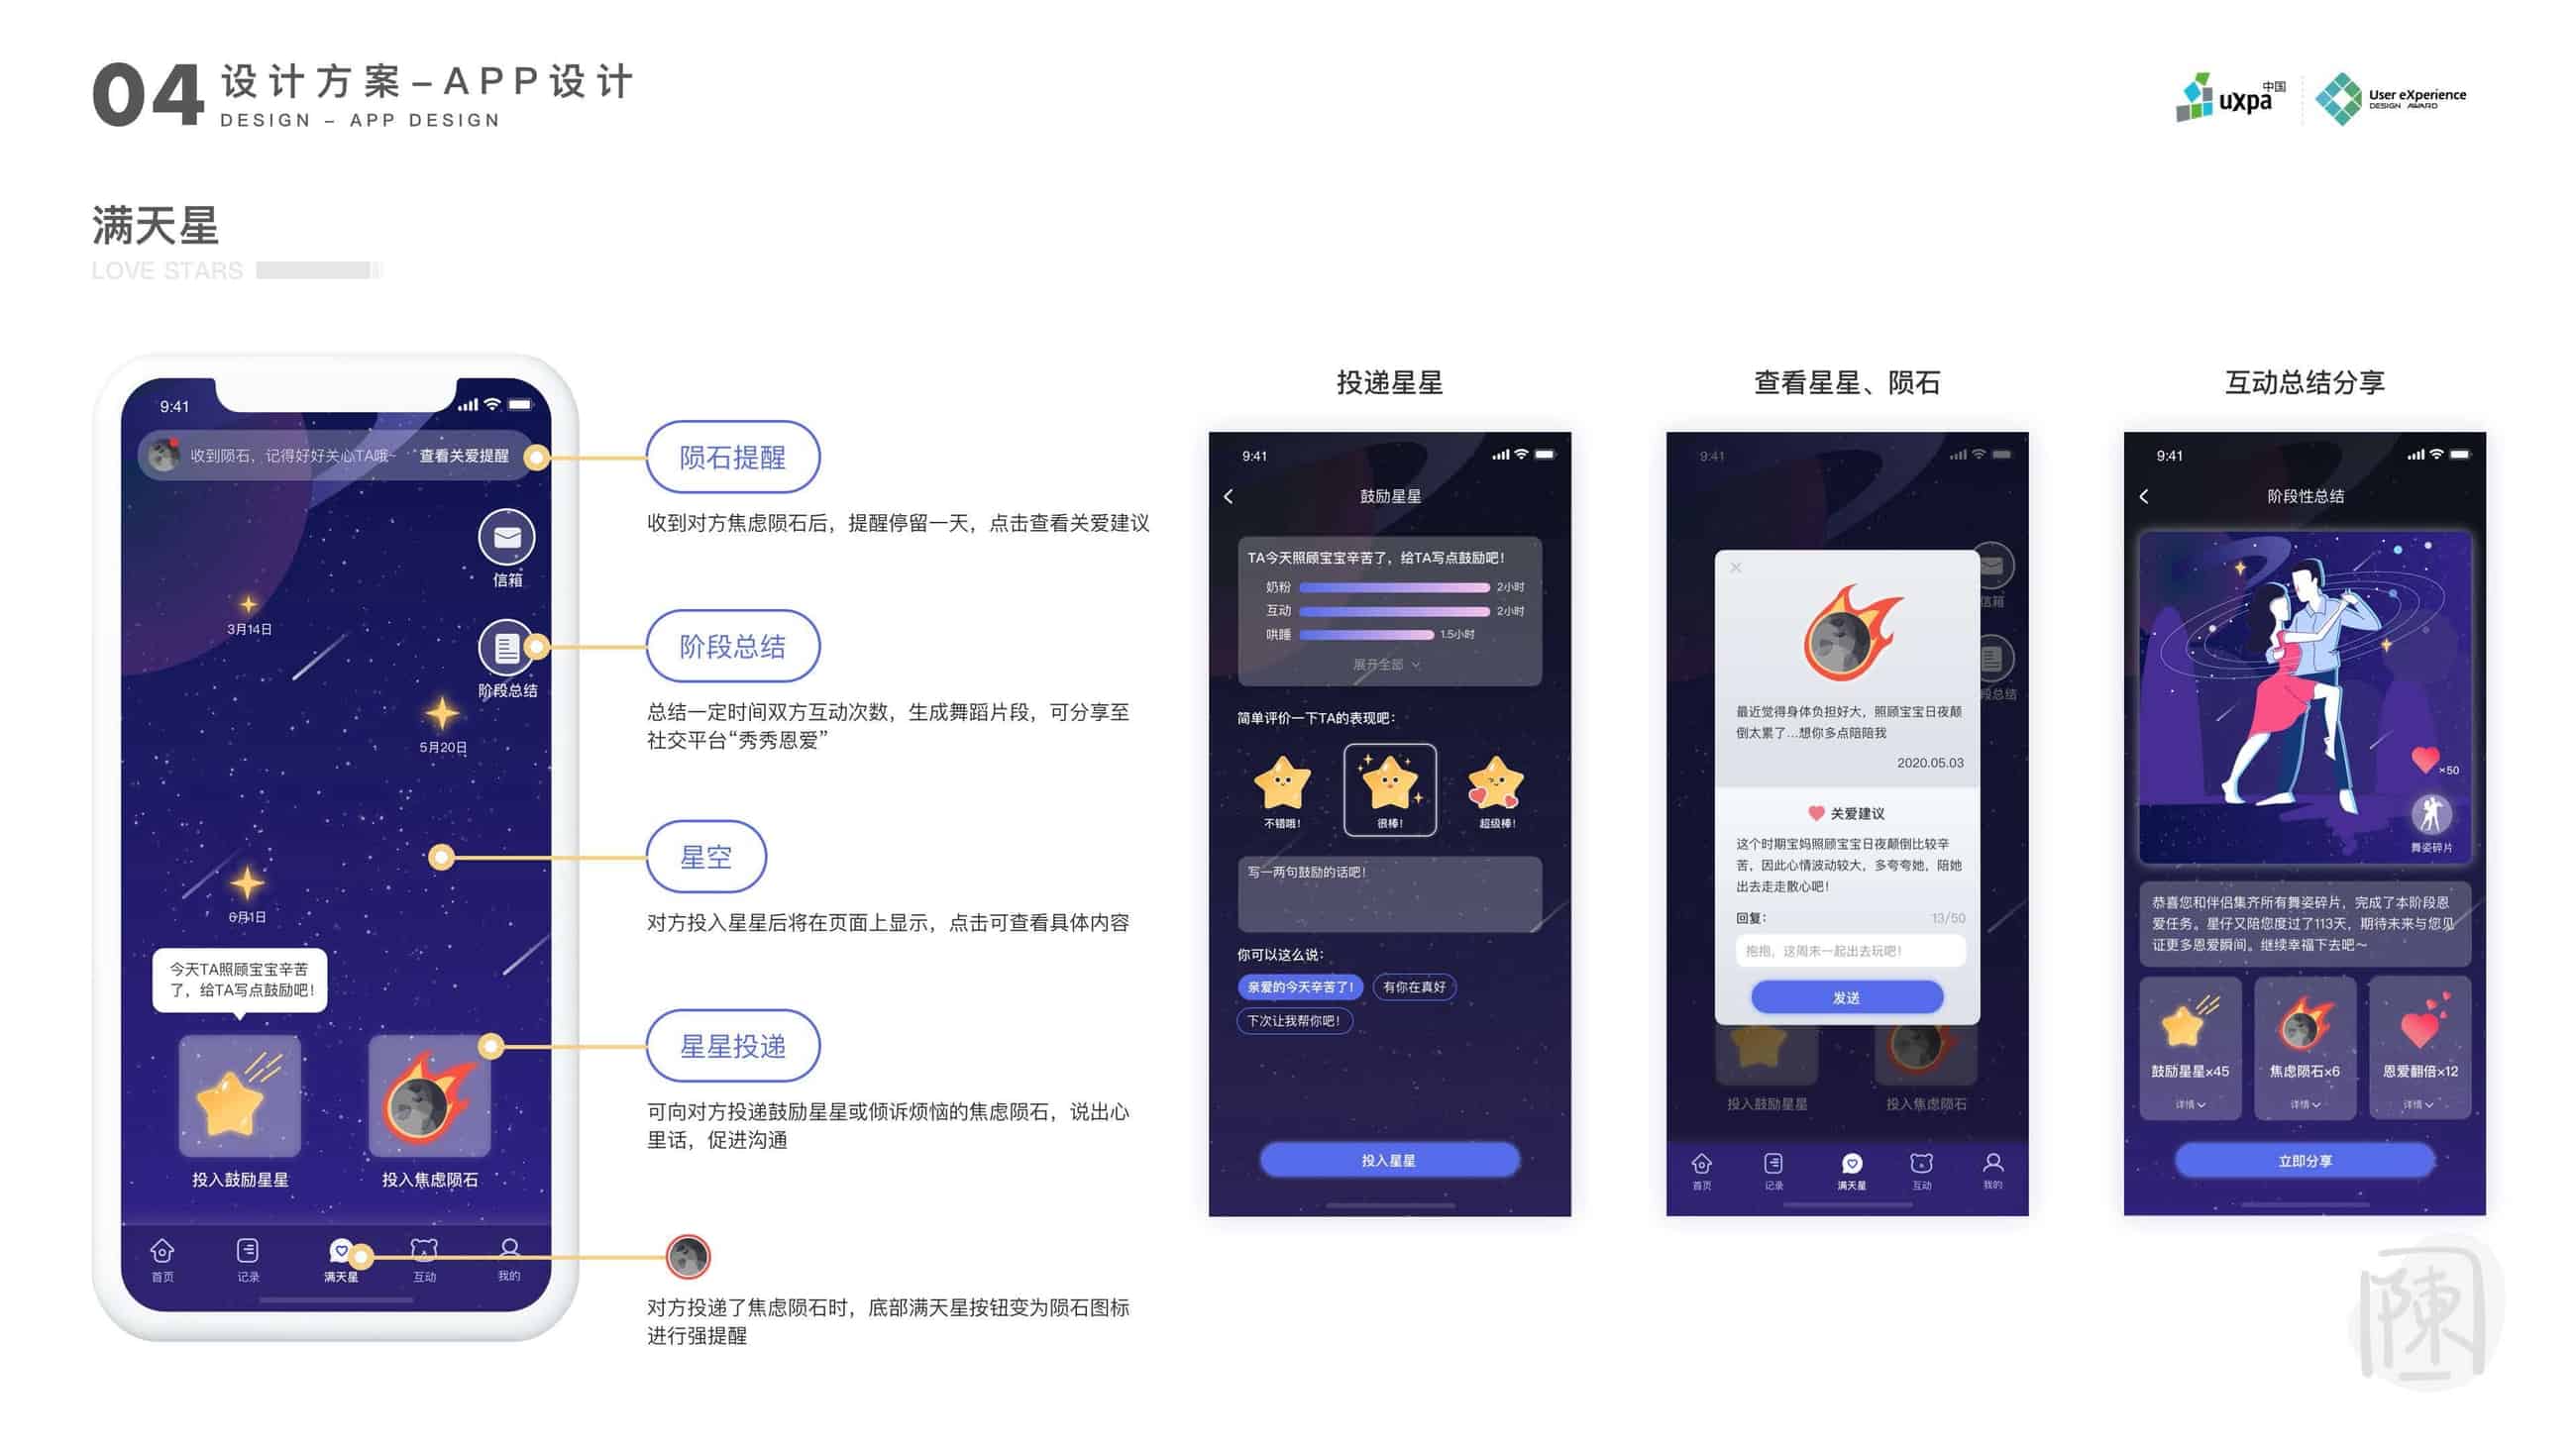 04
设计方案–APP设计
DESIGN – APP DESIGN
uxpa中国
User eXperience
DESIGN AWARD
满天星
LOVE STARS
9:41
收到陨石，记得好好关心TA哦~
查看关爱提醒
信箱
3月14日
阶段总结
5月20日
6月1日
今天TA照顾宝宝辛苦
了，给TA写点鼓励吧！
投入鼓励星星
投入焦虑陨石
首页
记录
满天星
互动
我的
陨石提醒
收到对方焦虑陨石后，提醒停留一天，点击查看关爱建议
阶段总结
总结一定时间双方互动次数，生成舞蹈片段，可分享至
社交平台“秀秀恩爱”
星空
对方投入星星后将在页面上显示，点击可查看具体内容
星星投递
可向对方投递鼓励星星或倾诉烦恼的焦虑陨石，说出心
里话，促进沟通
对方投递了焦虑陨石时，底部满天星按钮变为陨石图标
进行强提醒
投递星星
9:41
鼓励星星
TA今天照顾宝宝辛苦了，给TA写点鼓励吧！
奶粉
2小时
互动
2小时
哄睡
1.5小时
展开全部
简单评价一下TA的表现吧：
不错哦！
很棒！
超级棒！
写一两句鼓励的话吧！
你可以这么说：
亲爱的今天辛苦了！
有你在真好
下次让我帮你吧！
投入星星
查看星星、陨石
9:41
信箱
段总结
最近觉得身体负担好大，照顾宝宝日夜颠
倒太累了...想你多点陪陪我
2020.05.03
关爱建议
这个时期宝妈照顾宝宝日夜颠倒比较辛
苦，因此心情波动较大，多夸夸她，陪她
出去走走散心吧！
回复：
13/50
抱抱，这周末一起出去玩吧！
发送
投入鼓励星星
投入焦虑陨石
首页
记录
满天星
互动
我的
互动总结分享
9:41
阶段性总结
×50
舞姿碎片
恭喜您和伴侣集齐所有舞姿碎片，完成了本阶段恩
爱任务。星仔又陪您度过了113天，期待未来与您见
证更多恩爱瞬间。继续幸福下去吧～
鼓励星星×45
焦虑陨石×6
恩爱翻倍×12
详情
详情
详情
立即分享
陳